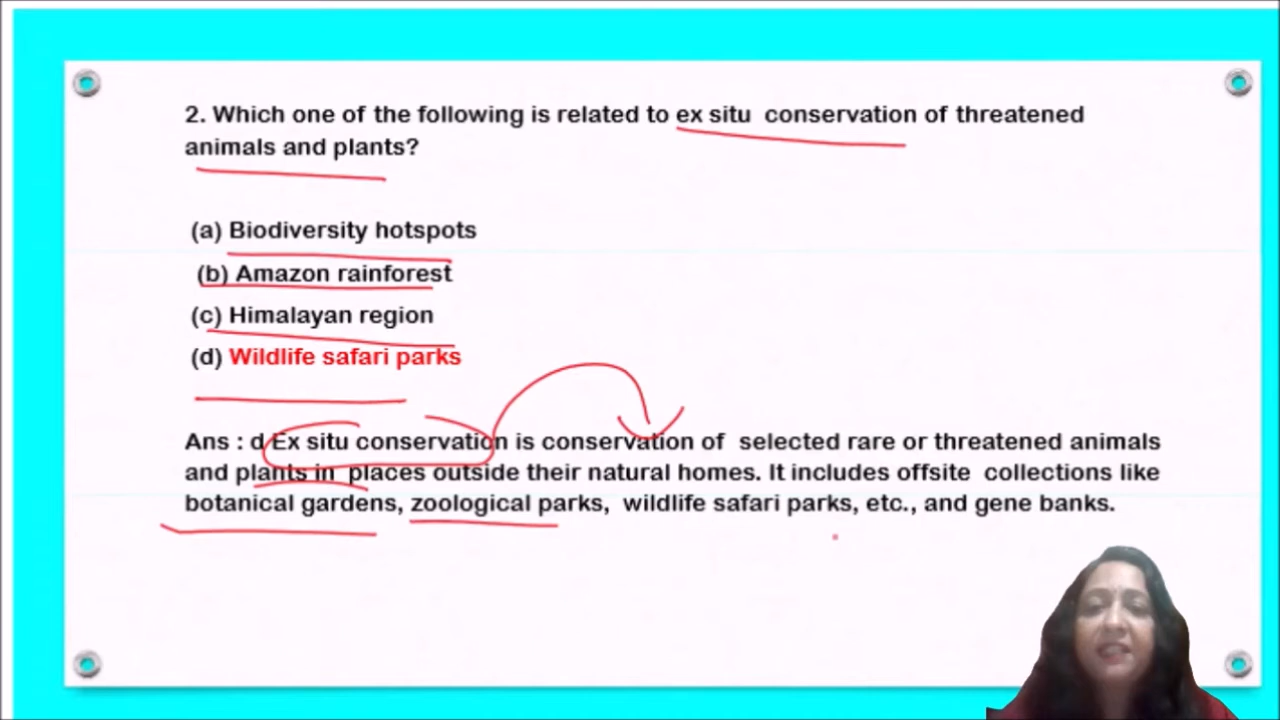 2. Which one of the following is related to ex situ conservation of threatened
animals and plants?
(a) Biodiversity hotspots
(b) Amazon rainforest
(c) Himalayan region
(d) Wildlife safari parks
Ans : d Ex situ conservation is conservation of selected rare or threatened animals
and plants in places outside their natural homes. It includes offsite collections like
botanical gardens, zoological parks, wildlife safari parks, etc., and gene banks.